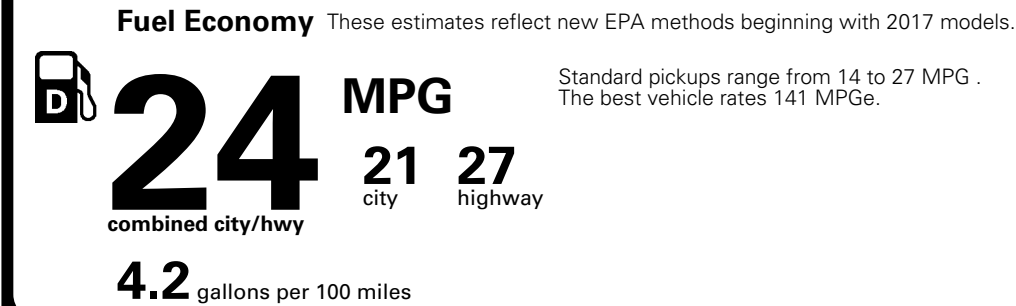 Fuel Economy These estimates reflect new EPA methods beginning with 2017 models.
D
24
MPG
Standard pickups range from 14 to 27 MPG .
The best vehicle rates 141 MPGe.
21 27
city highway
combined city/hwy
4.2 gallons per 100 miles